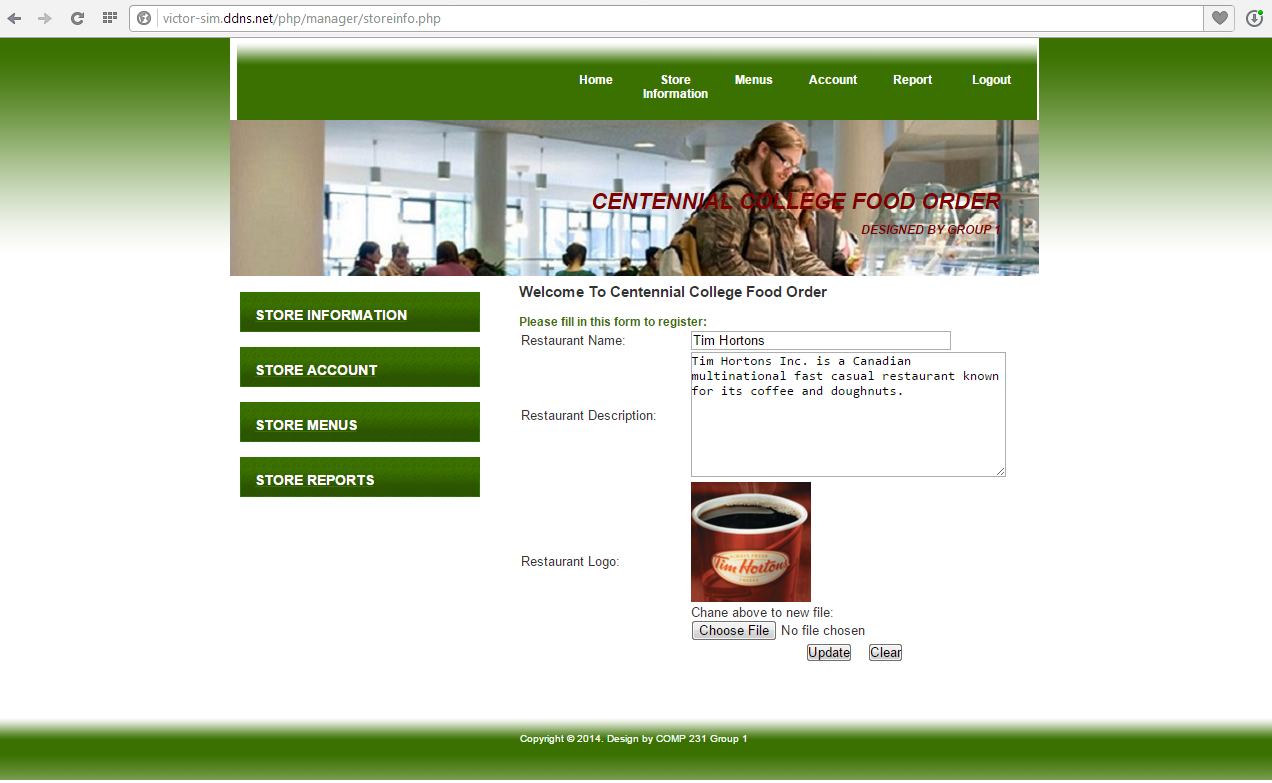 victor-sim.ddns.net/php/manager/storeinfo.php
Home
Store
Information
Menus
Account
Report
Logout
CENTENNIAL COLLEGE FOOD ORDER
DESIGNED BY GROUP 1
STORE INFORMATION
STORE ACCOUNT
STORE MENUS
STORE REPORTS
Welcome To Centennial College Food Order
Please fill in this form to register:
Restaurant Name: Tim Hortons
Restaurant Description:
Tim Hortons Inc. is a Canadian
multinational fast casual restaurant known
for its coffee and doughnuts.
Restaurant Logo:
ALWAYS FRESH
Tim Hortons
Chane above to new file:
Choose File No file chosen
Update Clear
Copyright © 2014. Design by COMP 231 Group 1